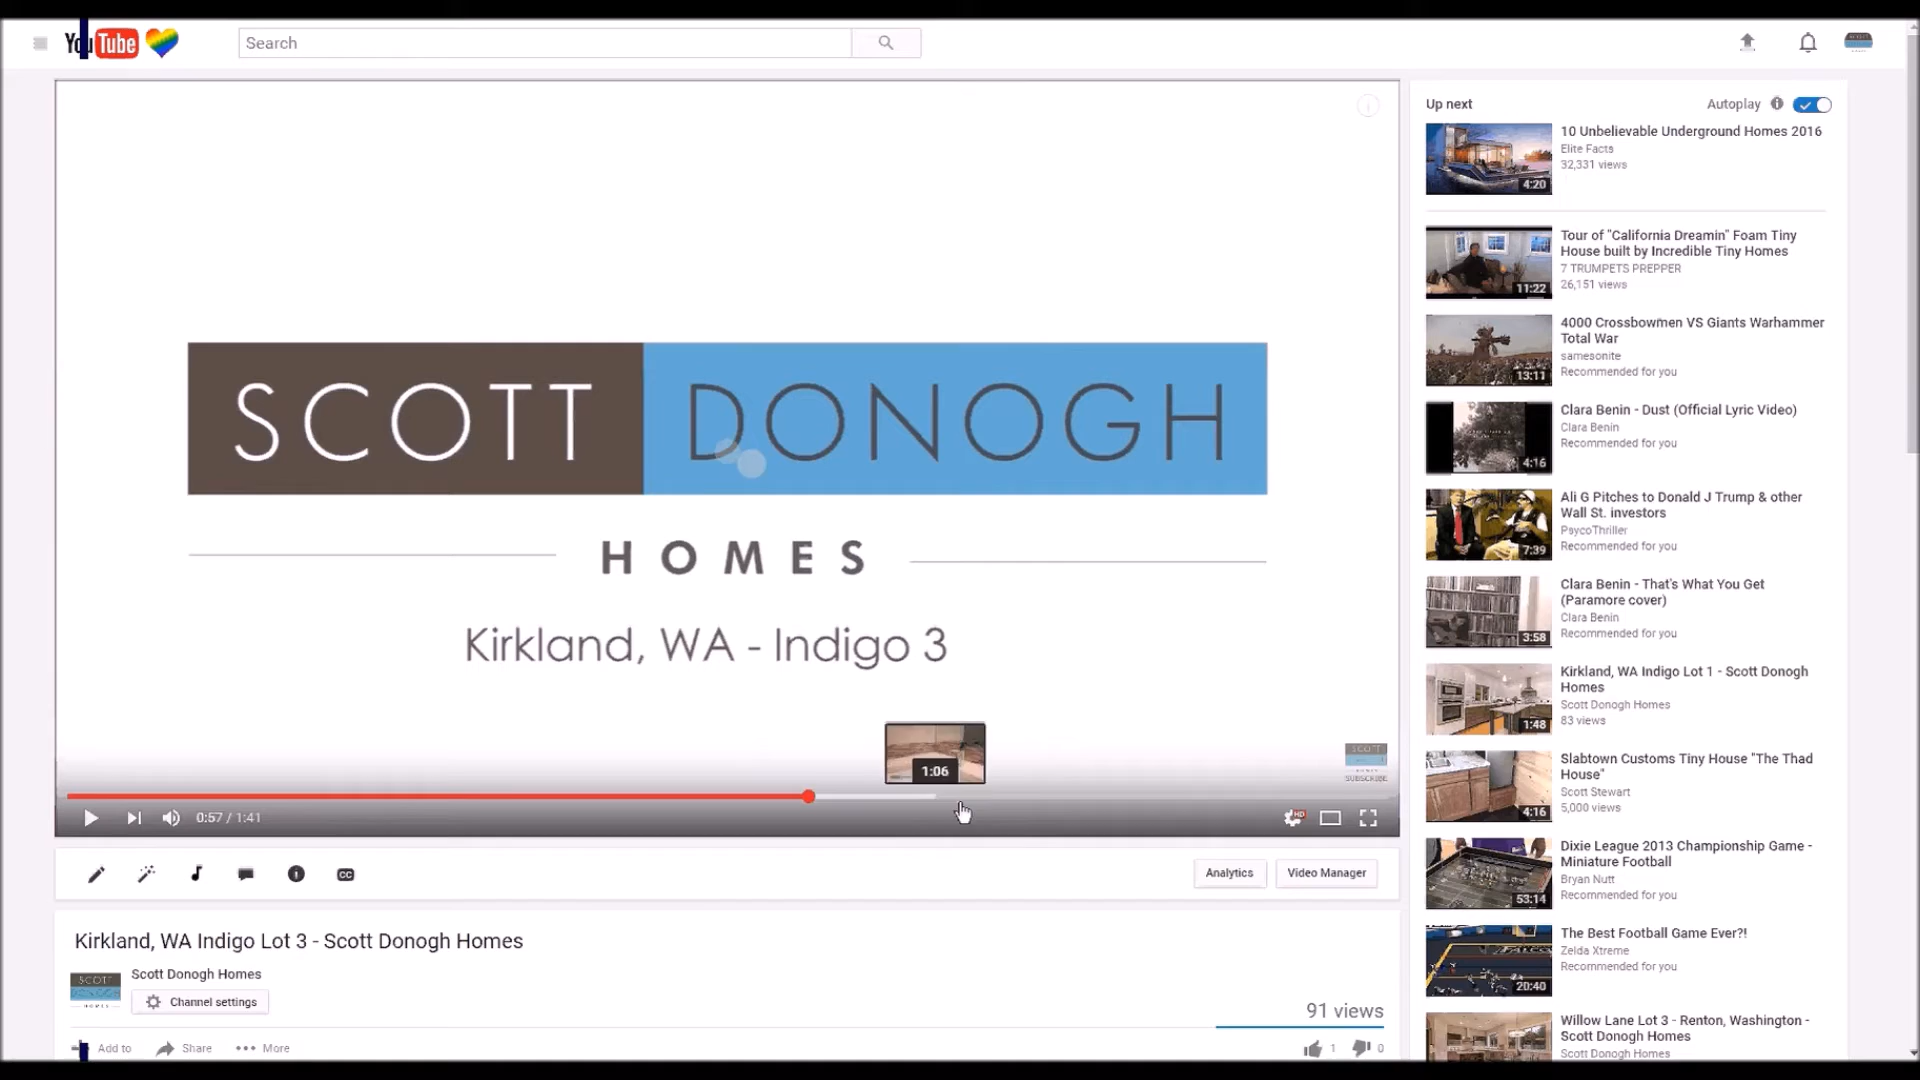 YouTube
Search
SCOTT DONOGH
HOMES
Kirkland, WA - Indigo 3
1:06
SCOTT
HOMES
SUBSCRIBE
0:57 / 1:41
HD
CC
Analytics
Video Manager
Kirkland, WA Indigo Lot 3 - Scott Donogh Homes
SCOTT
DONOGH
HOMES
Scott Donogh Homes
Channel settings
91 views
Add to
Share
More
1
0
Up next
Autoplay
10 Unbelievable Underground Homes 2016
Elite Facts
32,331 views
4:20
Tour of "California Dreamin" Foam Tiny
House built by Incredible Tiny Homes
7 TRUMPETS PREPPER
26,151 views
11:22
4000 Crossbowmen VS Giants Warhammer
Total War
samesonite
Recommended for you
13:11
Clara Benin - Dust (Official Lyric Video)
Clara Benin
Recommended for you
4:16
Ali G Pitches to Donald J Trump & other
Wall St. investors
PsycoThriller
Recommended for you
7:39
Clara Benin - That's What You Get
(Paramore cover)
Clara Benin
Recommended for you
3:58
Kirkland, WA Indigo Lot 1 - Scott Donogh
Homes
Scott Donogh Homes
83 views
1:48
Slabtown Customs Tiny House "The Thad
House"
Scott Stewart
5,000 views
4:16
Dixie League 2013 Championship Game -
Miniature Football
Bryan Nutt
Recommended for you
53:14
The Best Football Game Ever?!
Zelda Xtreme
Recommended for you
20:40
Willow Lane Lot 3 - Renton, Washington -
Scott Donogh Homes
Scott Donogh Homes